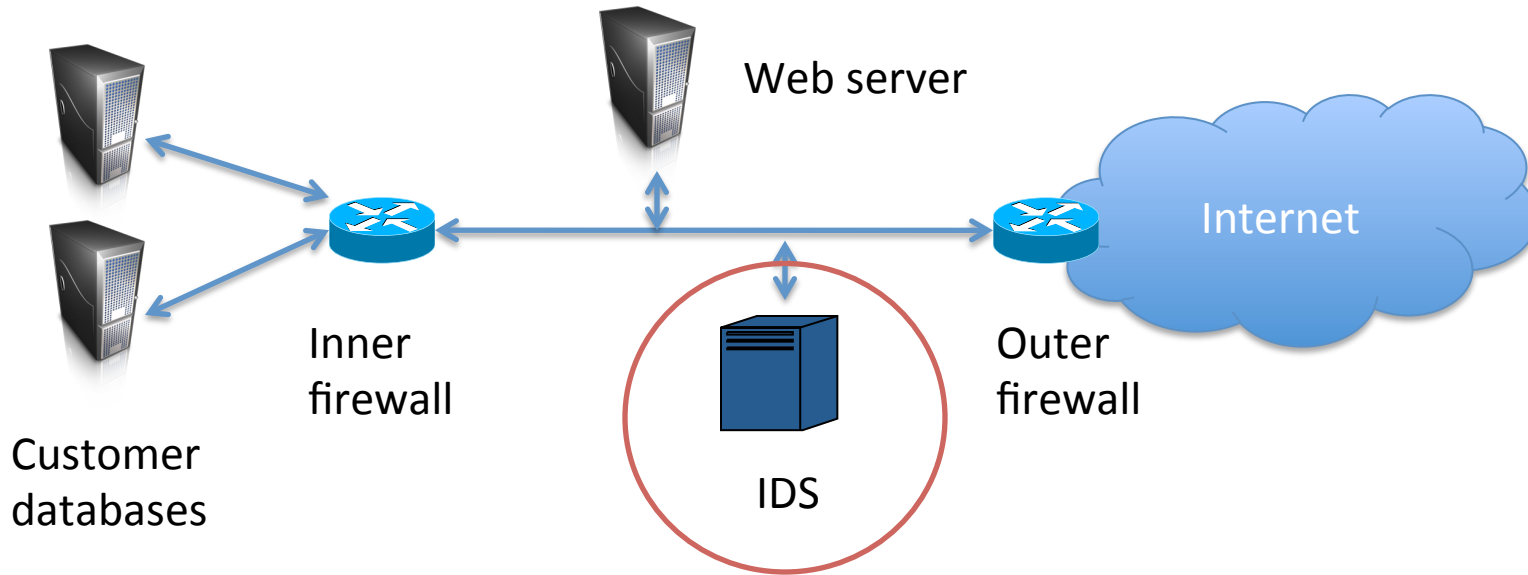 Web server
Internet
Inner
firewall
Outer
firewall
Customer
databases
IDS